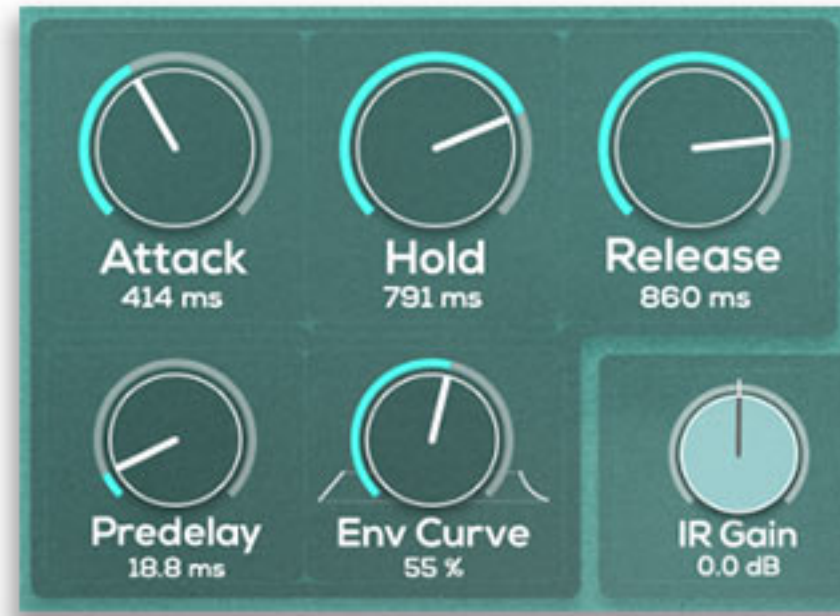 Attack
414 ms
Hold
791 ms
Release
860 ms
Predelay
18.8 ms
Env Curve
55 %
IR Gain
0.0 dB